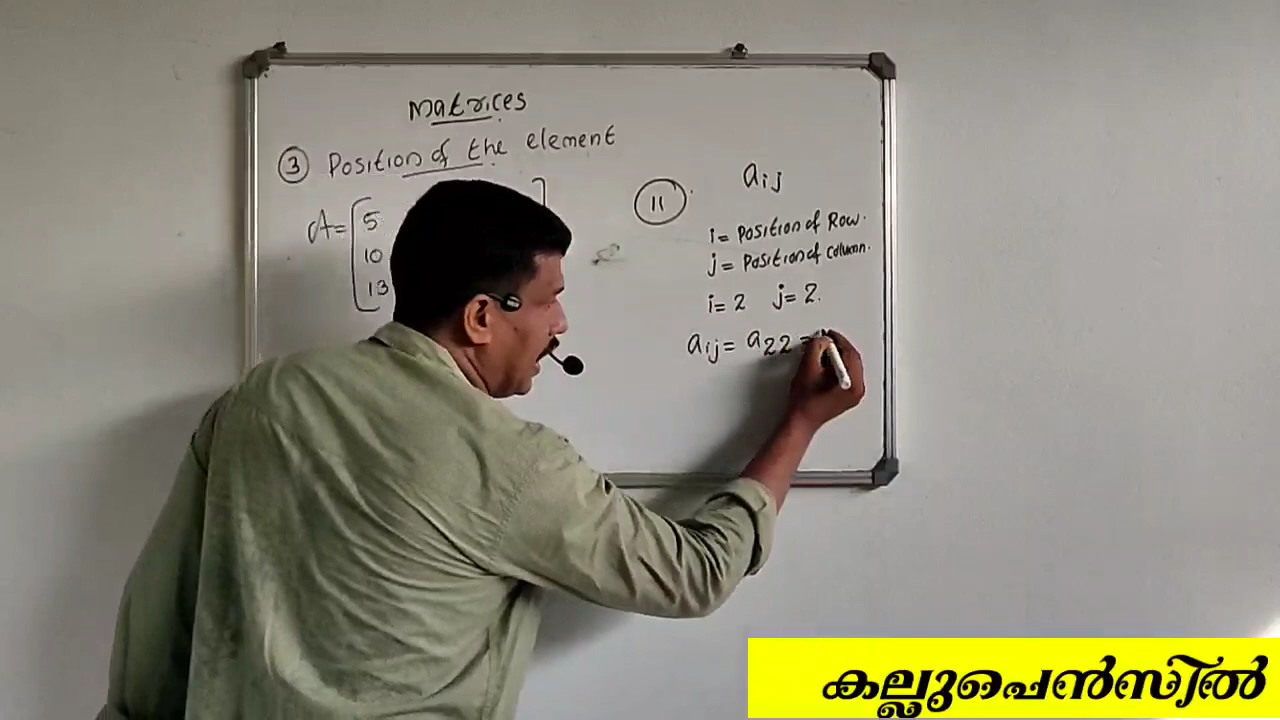 Matrices
③ Position of the element
A = [ 5
10
13
11
aij
i = Position of Row.
j = Position of Column.
i = 2 j = 2.
aij = a22 =
കല്ലുപെൻസിൽ